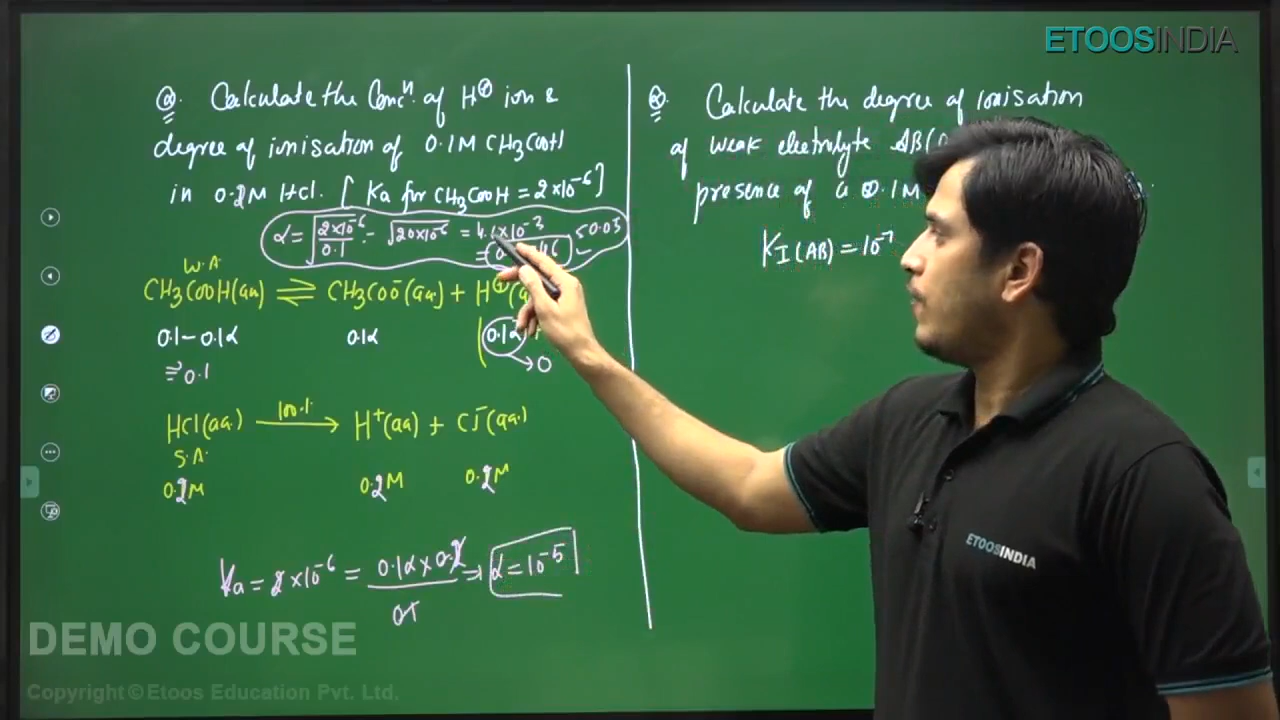 ETOOSINDIA
Q. Calculate the Concⁿ. of H⊕ ion &
degree of ionisation of 0.1M CH3COOH
in 0.2M HCl. [Ka for CH3COOH = 2×10⁻⁶]
α = √(2×10⁻⁶/0.1) = √20×10⁻⁶ = ×10⁻³ ≤0.05
W.A
CH3COOH(aq) ⇌ CH3COO⁻(aq) + H⊕
0.1−0.1α 0.1α 0.1α
≃0.1 → 0
HCl(aq.) → H⁺(aq) + Cl⁻(aq.)
S.A.
0.2M 0.2M 0.2M
Ka = 2×10⁻⁶ = 0.1α×0.2/0.1 ⇒ α=10⁻⁵
Q. Calculate the degree of ionisation
of weak electrolyte AB(
presence of a 0.1M
K_I(AB) = 10⁻⁷
ETOOSINDIA
DEMO COURSE
Copyright © Etoos Education Pvt. Ltd.